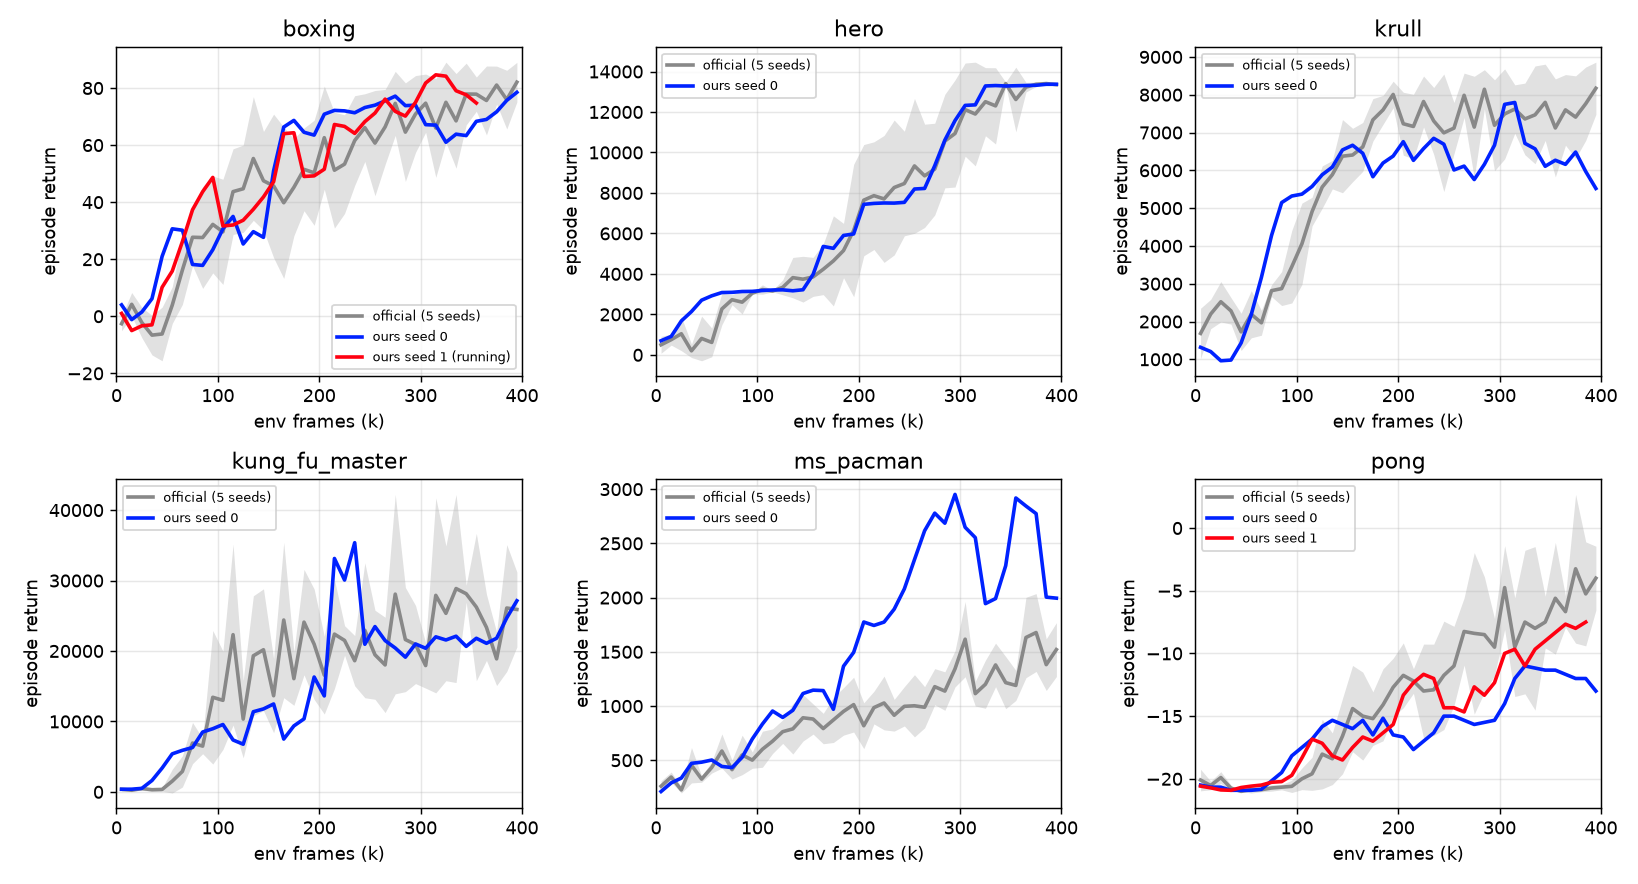 boxing
episode return
80
60
40
20
0
−20
official (5 seeds)
ours seed 0
ours seed 1 (running)
0
100
200
300
400
env frames (k)
hero
episode return
14000
12000
10000
8000
6000
4000
2000
0
official (5 seeds)
ours seed 0
0
100
200
300
400
env frames (k)
krull
episode return
9000
8000
7000
6000
5000
4000
3000
2000
1000
official (5 seeds)
ours seed 0
0
100
200
300
400
env frames (k)
kung_fu_master
episode return
40000
30000
20000
10000
0
official (5 seeds)
ours seed 0
0
100
200
300
400
env frames (k)
ms_pacman
episode return
3000
2500
2000
1500
1000
500
official (5 seeds)
ours seed 0
0
100
200
300
400
env frames (k)
pong
episode return
0
−5
−10
−15
−20
official (5 seeds)
ours seed 0
ours seed 1
0
100
200
300
400
env frames (k)